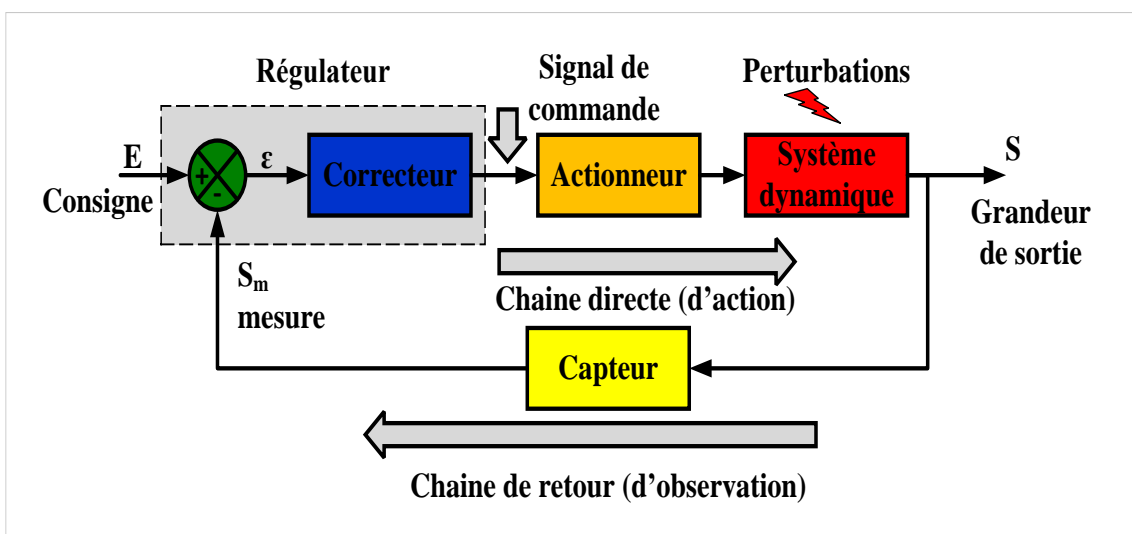 Régulateur
Signal de
commande
Perturbations
E
Consigne
+
-
ε
Correcteur
Actionneur
Système
dynamique
S
Grandeur
de sortie
Sm
mesure
Chaine directe (d’action)
Capteur
Chaine de retour (d’observation)